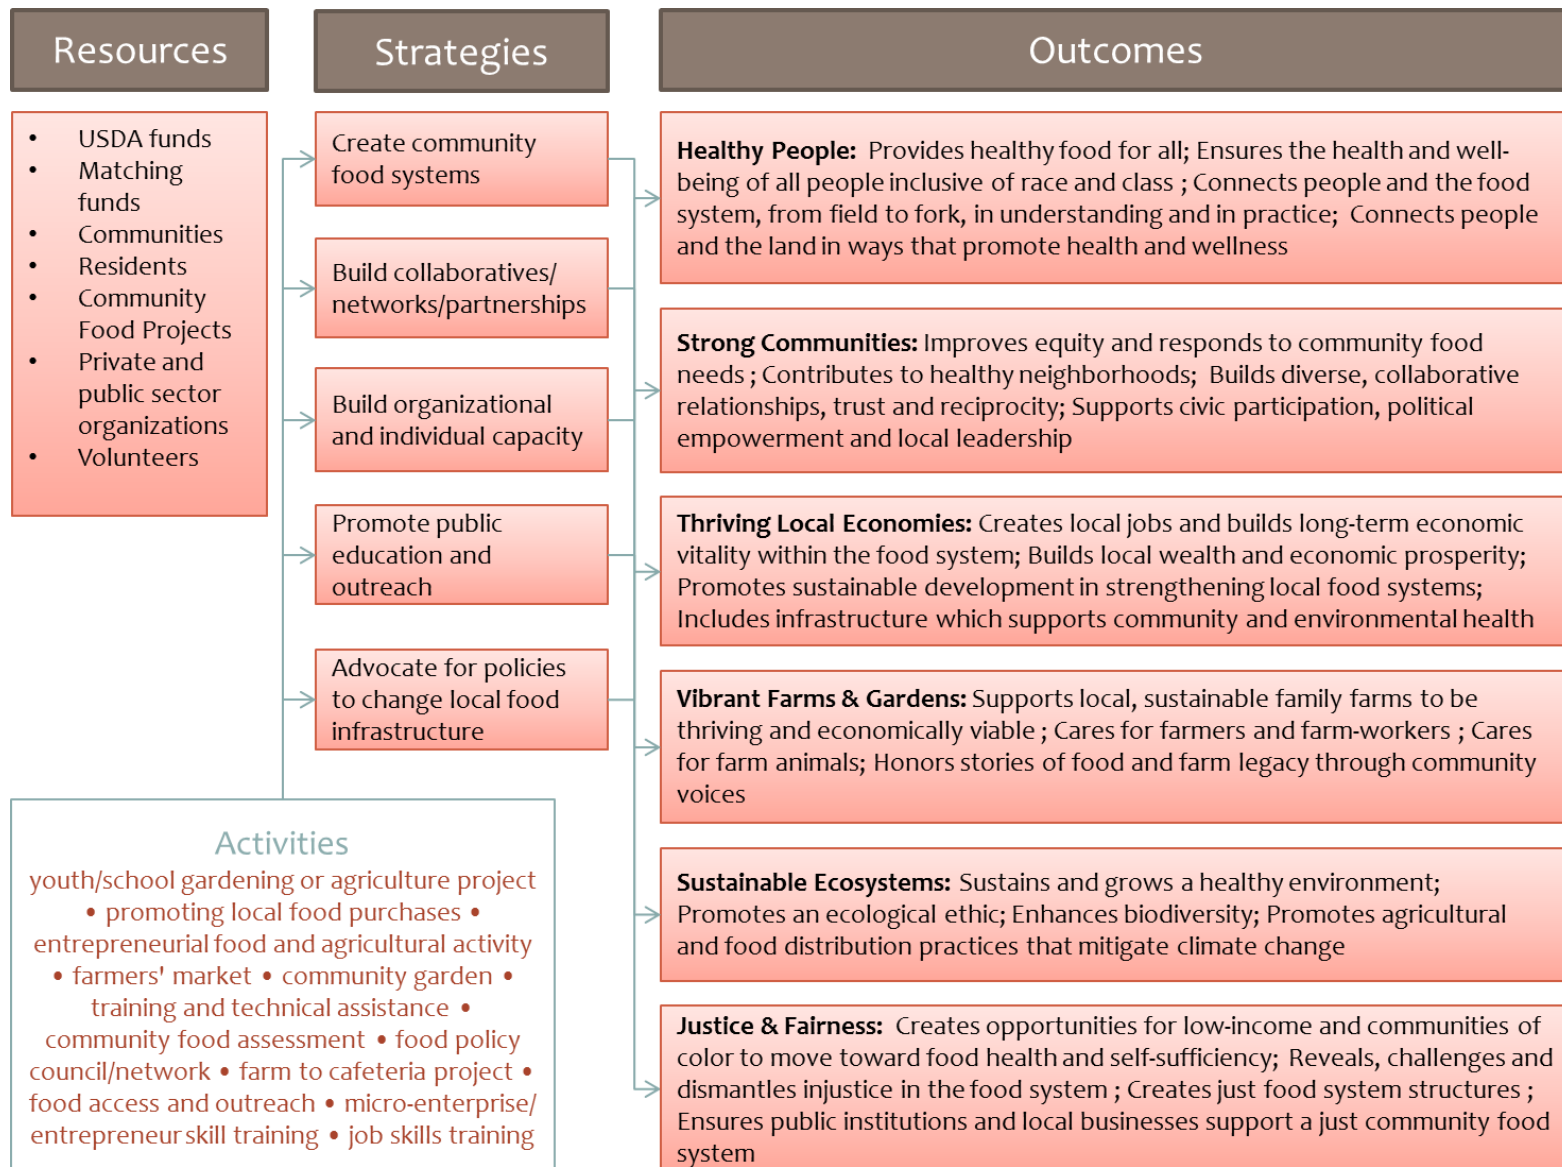 Resources
Strategies
Outcomes
• USDA funds
• Matching
funds
• Communities
• Residents
• Community
Food Projects
• Private and
public sector
organizations
• Volunteers
Create community
food systems
Build collaboratives/
networks/partnerships
Build organizational
and individual capacity
Promote public
education and
outreach
Advocate for policies
to change local food
infrastructure
Activities
youth/school gardening or agriculture project
• promoting local food purchases •
entrepreneurial food and agricultural activity
• farmers' market • community garden •
training and technical assistance •
community food assessment • food policy
council/network • farm to cafeteria project •
food access and outreach • micro-enterprise/
entrepreneur skill training • job skills training
Healthy People: Provides healthy food for all; Ensures the health and well-
being of all people inclusive of race and class ; Connects people and the food
system, from field to fork, in understanding and in practice; Connects people
and the land in ways that promote health and wellness
Strong Communities: Improves equity and responds to community food
needs ; Contributes to healthy neighborhoods; Builds diverse, collaborative
relationships, trust and reciprocity; Supports civic participation, political
empowerment and local leadership
Thriving Local Economies: Creates local jobs and builds long-term economic
vitality within the food system; Builds local wealth and economic prosperity;
Promotes sustainable development in strengthening local food systems;
Includes infrastructure which supports community and environmental health
Vibrant Farms & Gardens: Supports local, sustainable family farms to be
thriving and economically viable ; Cares for farmers and farm-workers ; Cares
for farm animals; Honors stories of food and farm legacy through community
voices
Sustainable Ecosystems: Sustains and grows a healthy environment;
Promotes an ecological ethic; Enhances biodiversity; Promotes agricultural
and food distribution practices that mitigate climate change
Justice & Fairness: Creates opportunities for low-income and communities of
color to move toward food health and self-sufficiency; Reveals, challenges and
dismantles injustice in the food system ; Creates just food system structures ;
Ensures public institutions and local businesses support a just community food
system